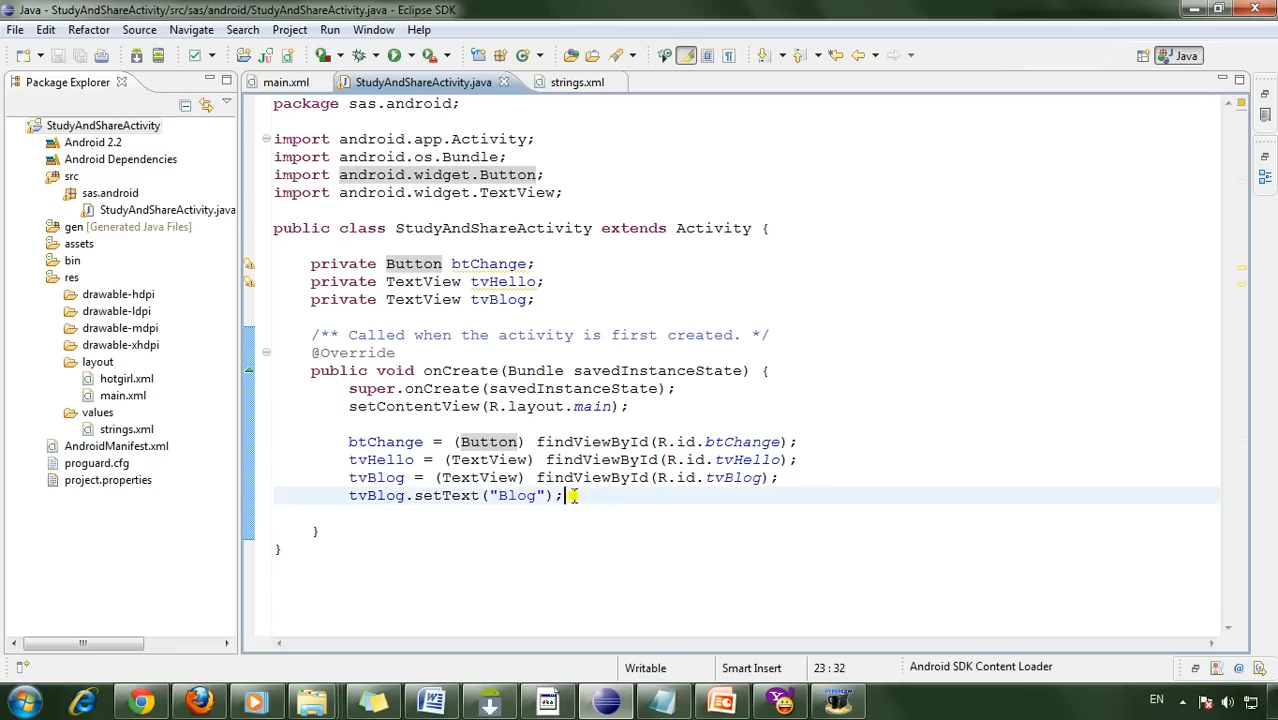 Java - StudyAndShareActivity/src/sas/android/StudyAndShareActivity.java - Eclipse SDK
File Edit Refactor Source Navigate Search Project Run Window Help
Java
Package Explorer
main.xml
StudyAndShareActivity.java
strings.xml
StudyAndShareActivity
Android 2.2
Android Dependencies
src
sas.android
StudyAndShareActivity.java
gen [Generated Java Files]
assets
bin
res
drawable-hdpi
drawable-ldpi
drawable-mdpi
drawable-xhdpi
layout
hotgirl.xml
main.xml
values
strings.xml
AndroidManifest.xml
proguard.cfg
project.properties
package sas.android;
import android.app.Activity;
import android.os.Bundle;
import android.widget.Button;
import android.widget.TextView;
public class StudyAndShareActivity extends Activity {
private Button btChange;
private TextView tvHello;
private TextView tvBlog;
/** Called when the activity is first created. */
@Override
public void onCreate(Bundle savedInstanceState) {
super.onCreate(savedInstanceState);
setContentView(R.layout.main);
btChange = (Button) findViewById(R.id.btChange);
tvHello = (TextView) findViewById(R.id.tvHello);
tvBlog = (TextView) findViewById(R.id.tvBlog);
tvBlog.setText("Blog");
}
}
Writable
Smart Insert
23 : 32
Android SDK Content Loader
EN